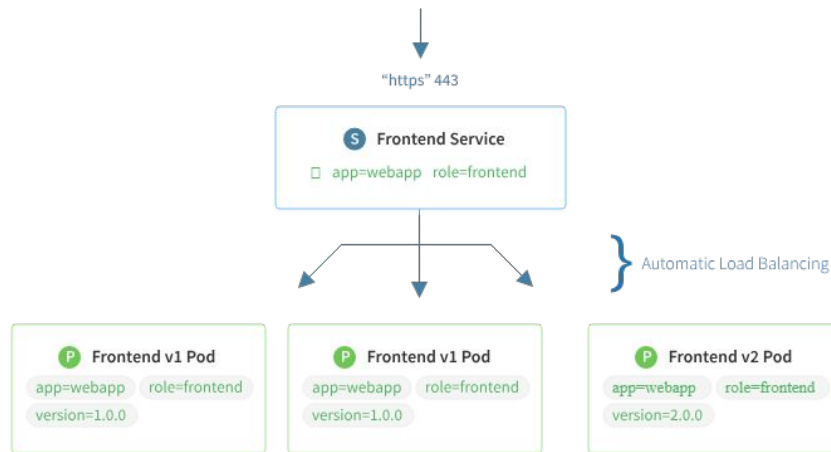 “https” 443
S Frontend Service
app=webapp role=frontend
} Automatic Load Balancing
P Frontend v1 Pod
app=webapp role=frontend
version=1.0.0
P Frontend v1 Pod
app=webapp role=frontend
version=1.0.0
P Frontend v2 Pod
app=webapp role=frontend
version=2.0.0